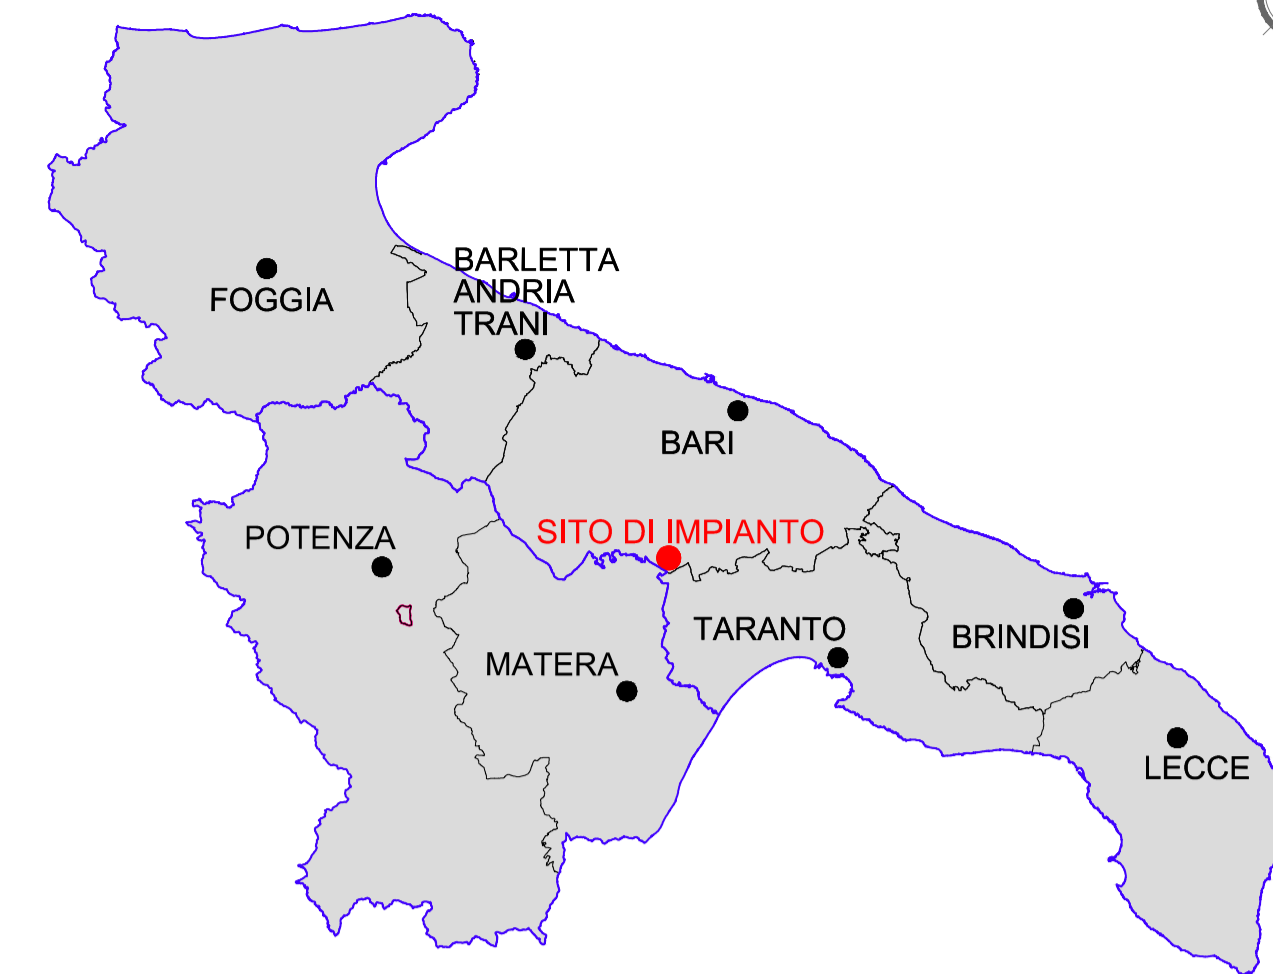 BARLETTA
ANDRIA
TRANI
FOGGIA
BARI
SITO DI IMPIANTO
POTENZA
TARANTO
BRINDISI
MATERA
LECCE